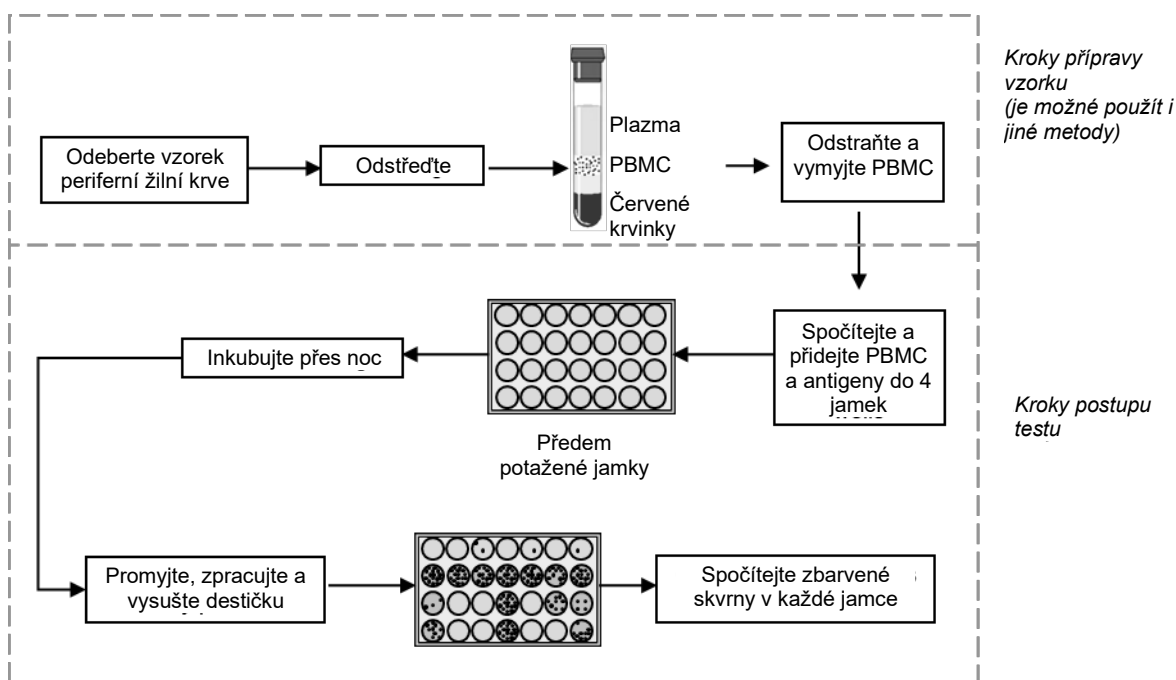 Kroky přípravy
vzorku
(je možné použít i
jiné metody)
Odeberte vzorek
periferní žilní krve
Odstřeďte
Plazma
PBMC
Červené
krvinky
Odstraňte a
vymyjte PBMC
Spočítejte a
přidejte PBMC
a antigeny do 4
jamek
Předem
potažené jamky
Inkubujte přes noc
Kroky postupu
testu
Promyjte, zpracujte a
vysušte destičku
Spočítejte zbarvené
skvrny v každé jamce